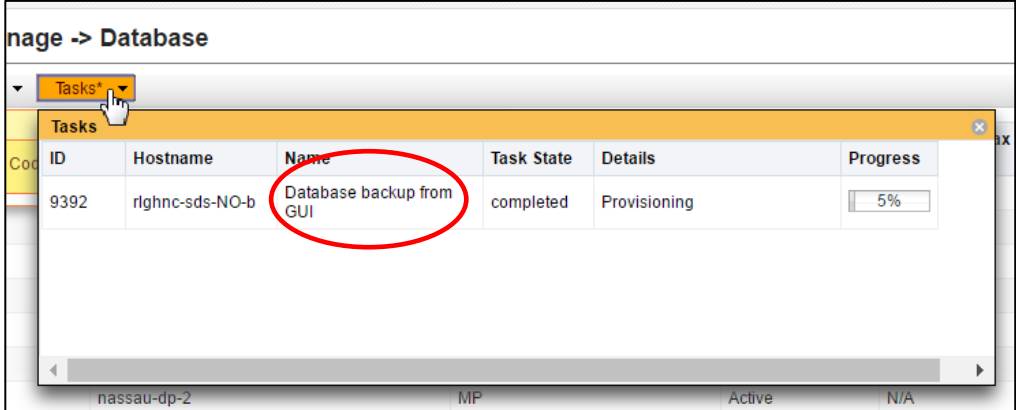 nage -> Database
Tasks*
Tasks
Cod
ax
ID Hostname Name Task State Details Progress
9392 rlghnc-sds-NO-b Database backup from GUI completed Provisioning 5%
nassau-dp-2 MP Active N/A